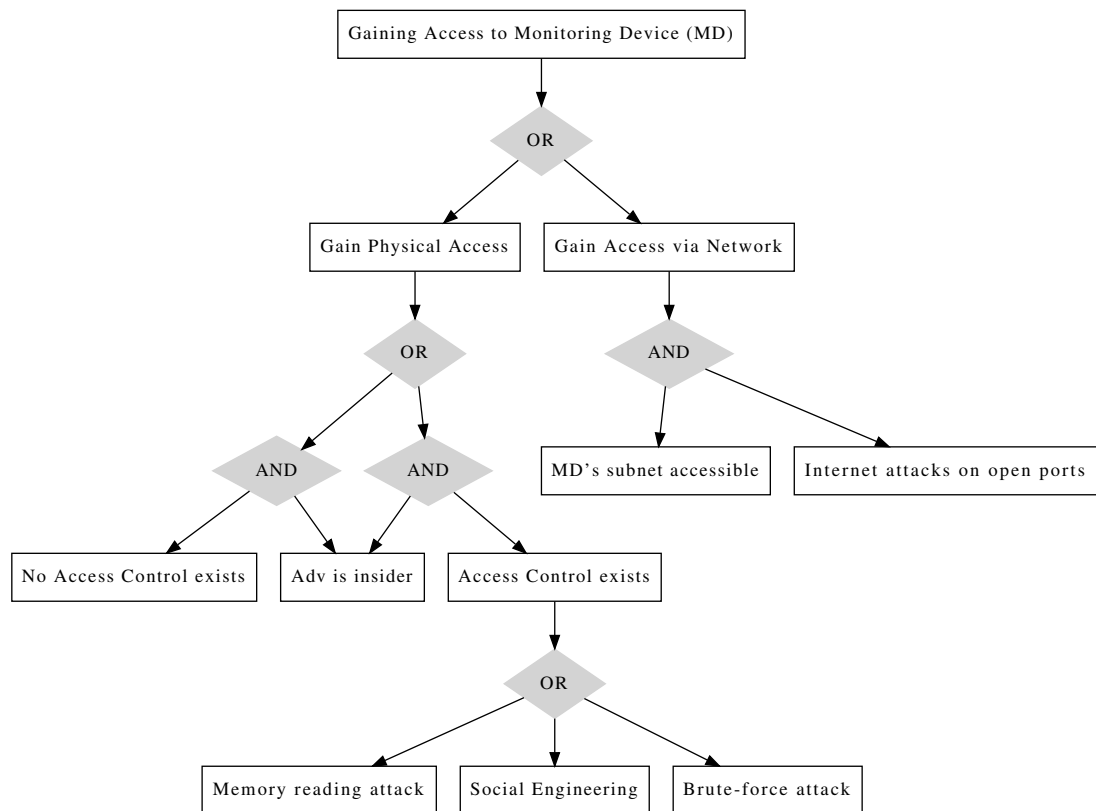 Gaining Access to Monitoring Device (MD)
OR
Gain Physical Access
Gain Access via Network
OR
AND
AND
AND
MD's subnet accessible
Internet attacks on open ports
No Access Control exists
Adv is insider
Access Control exists
OR
Memory reading attack
Social Engineering
Brute-force attack